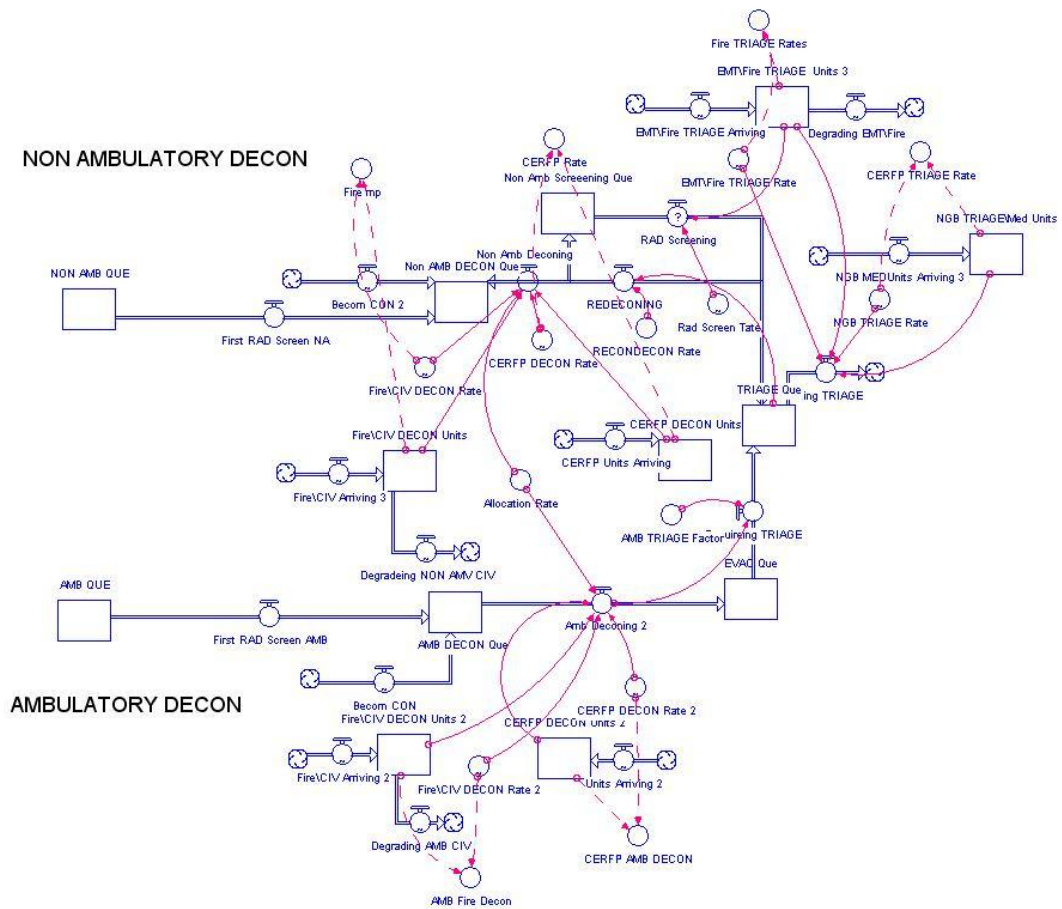 Fire TRIAGE Rates
EMT\Fire TRIAGE Units 3
EMT\Fire TRIAGE Arriving
Degrading EMT\Fire
NON AMBULATORY DECON
CERFP Rate
Non Amb Screeening Que
EMT\Fire TRIAGE Rate
CERFP TRIAGE Rate
Fire mp
NGB TRIAGE\Med Units
RAD Screening
Non Amb Deconing
NON AMB QUE
Non AMB DECON Que
NGB MEDUnits Arriving 3
Becom CON 2
REDECONING
First RAD Screen NA
Rad Screen Tate
NGB TRIAGE Rate
RECONDECON Rate
CERFP DECON Rate
Fire\CIV DECON Rate
TRIAGE Que
ing TRIAGE
CERFP DECON Units
Fire\CIV DECON Units
CERFP Units Arriving
Fire\CIV Arriving 3
Allocation Rate
AMB TRIAGE Factor
uireing TRIAGE
EVAC Que
Degradeing NON AMV CIV
AMB QUE
Amb Deconing 2
First RAD Screen AMB
AMB DECON Que
AMBULATORY DECON
Becom CON
CERFP DECON Rate 2
Fire\CIV DECON Units 2
CERFP DECON Units 2
Fire\CIV Arriving 2
Units Arriving 2
Fire\CIV DECON Rate 2
Degrading AMB CIV
CERFP AMB DECON
AMB Fire Decon